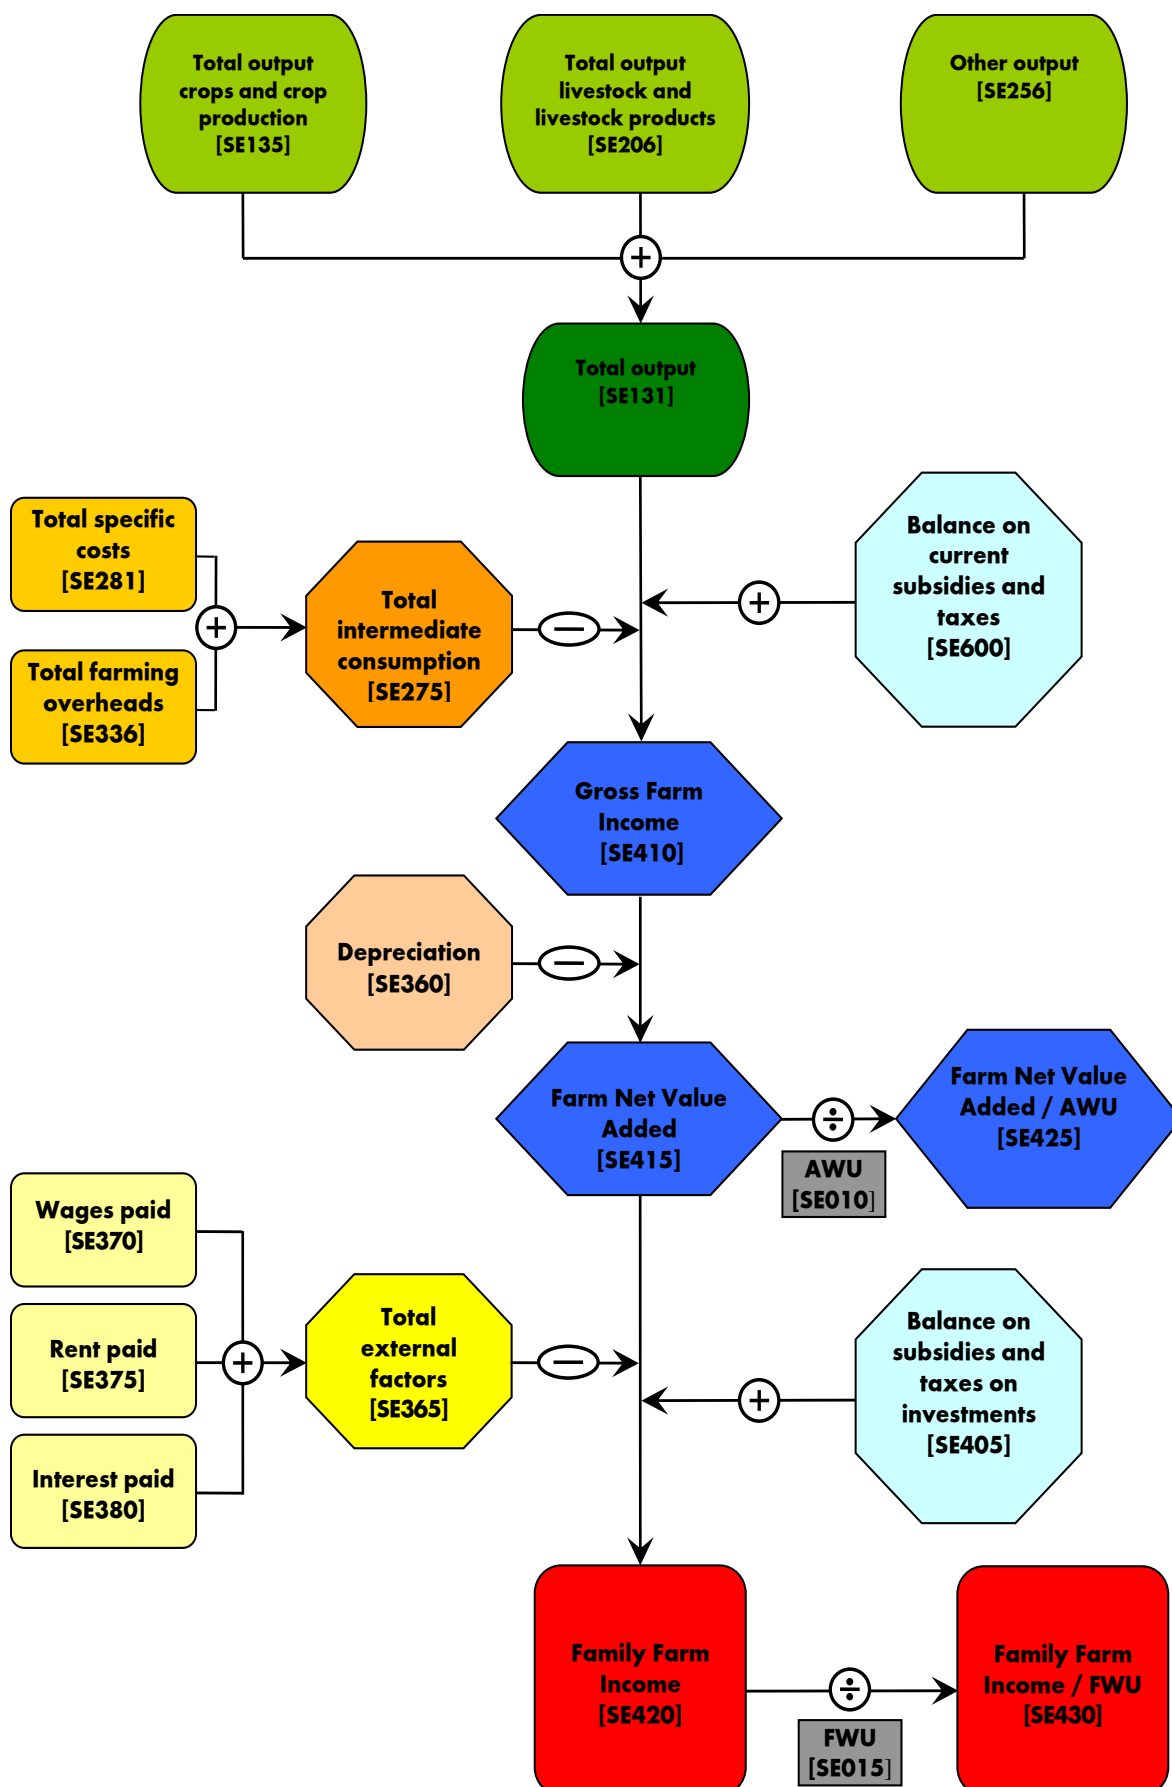 Total output
crops and crop
production
[SE135]
Total output
livestock and
livestock products
[SE206]
Other output
[SE256]
+
Total output
[SE131]
Total specific
costs
[SE281]
+
Total farming
overheads
[SE336]
Total
intermediate
consumption
[SE275]
−
Balance on
current
subsidies and
taxes
[SE600]
+
Gross Farm
Income
[SE410]
Depreciation
[SE360]
−
Farm Net Value
Added
[SE415]
÷
AWU
[SE010]
Farm Net Value
Added / AWU
[SE425]
Wages paid
[SE370]
Rent paid
[SE375]
Interest paid
[SE380]
+
Total
external
factors
[SE365]
−
Balance on
subsidies and
taxes on
investments
[SE405]
+
Family Farm
Income
[SE420]
÷
FWU
[SE015]
Family Farm
Income / FWU
[SE430]